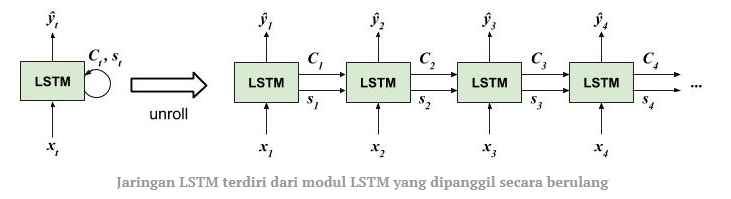 ŷₜ ŷ₁ ŷ₂ ŷ₃ ŷ₄
Cₜ, sₜ C₁ C₂ C₃ C₄
LSTM LSTM LSTM LSTM LSTM ...
unroll s₁ s₂ s₃ s₄
xₜ x₁ x₂ x₃ x₄
Jaringan LSTM terdiri dari modul LSTM yang dipanggil secara berulang